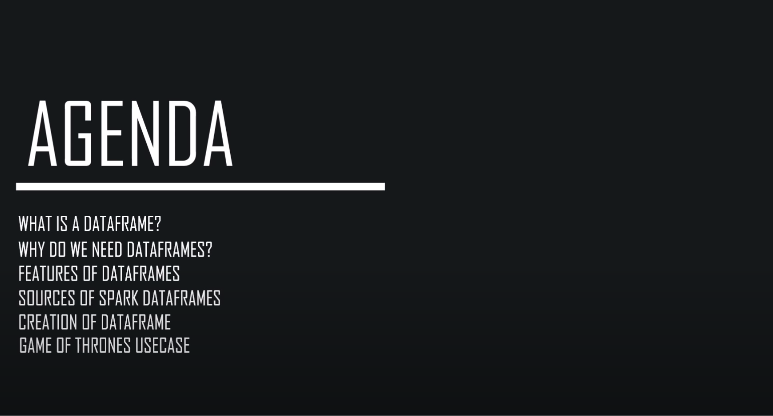 AGENDA
WHAT IS A DATAFRAME?
WHY DO WE NEED DATAFRAMES?
FEATURES OF DATAFRAMES
SOURCES OF SPARK DATAFRAMES
CREATION OF DATAFRAME
GAME OF THRONES USECASE